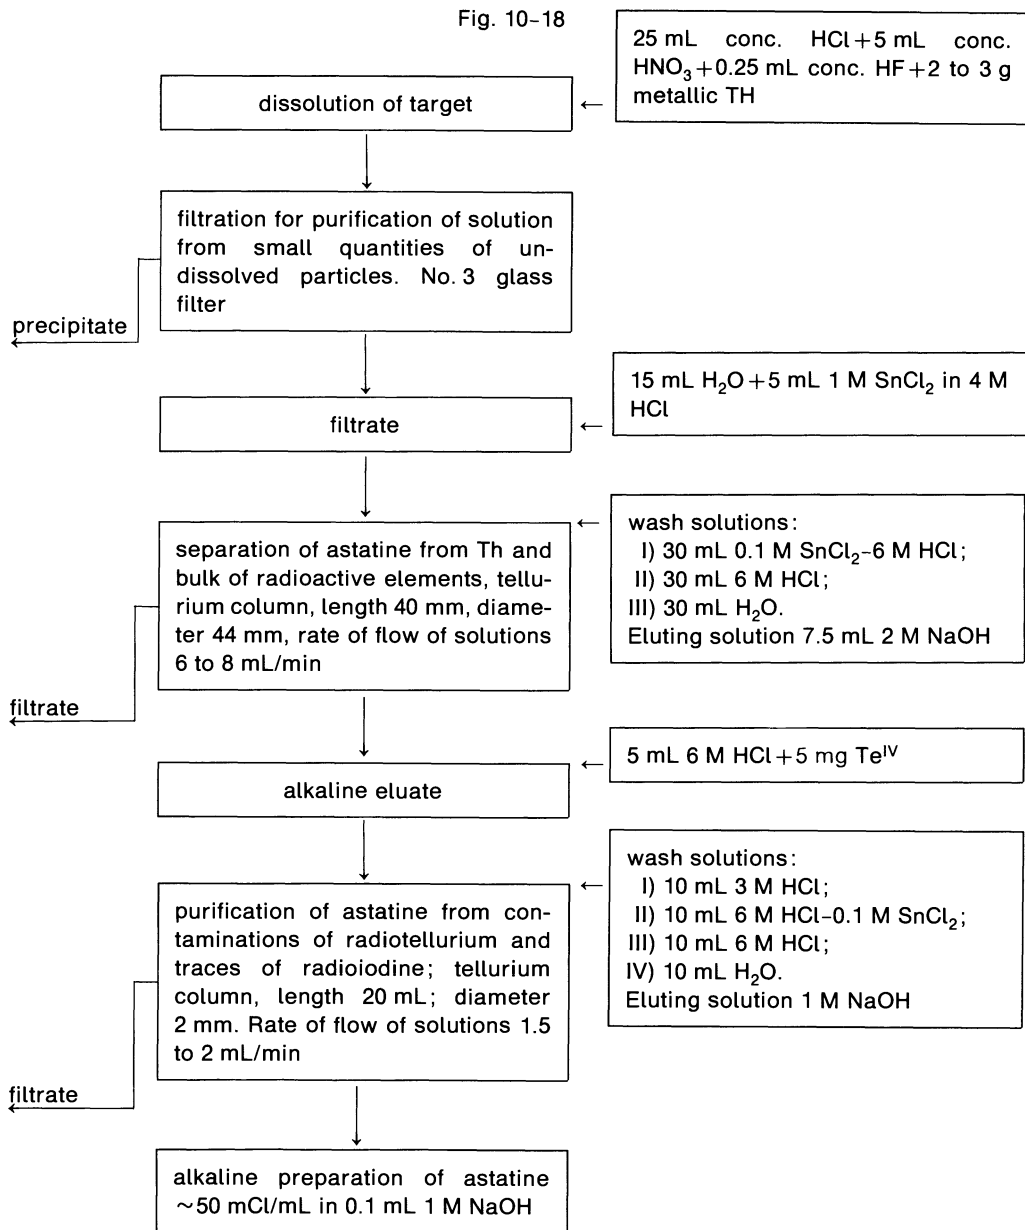 Fig. 10-18
25 mL conc. HCl+5 mL conc.
HNO₃+0.25 mL conc. HF+2 to 3 g
metallic TH
dissolution of target
←
filtration for purification of solution
from small quantities of un-
dissolved particles. No. 3 glass
filter
precipitate
15 mL H₂O+5 mL 1 M SnCl₂ in 4 M
HCl
filtrate
←
wash solutions:
I) 30 mL 0.1 M SnCl₂-6 M HCl;
II) 30 mL 6 M HCl;
III) 30 mL H₂O.
Eluting solution 7.5 mL 2 M NaOH
←
separation of astatine from Th and
bulk of radioactive elements, tellu-
rium column, length 40 mm, diame-
ter 44 mm, rate of flow of solutions
6 to 8 mL/min
filtrate
5 mL 6 M HCl+5 mg Teᴵⱽ
←
alkaline eluate
wash solutions:
I) 10 mL 3 M HCl;
II) 10 mL 6 M HCl-0.1 M SnCl₂;
III) 10 mL 6 M HCl;
IV) 10 mL H₂O.
Eluting solution 1 M NaOH
←
purification of astatine from con-
taminations of radiotellurium and
traces of radioiodine; tellurium
column, length 20 mL; diameter
2 mm. Rate of flow of solutions 1.5
to 2 mL/min
filtrate
alkaline preparation of astatine
~50 mCl/mL in 0.1 mL 1 M NaOH